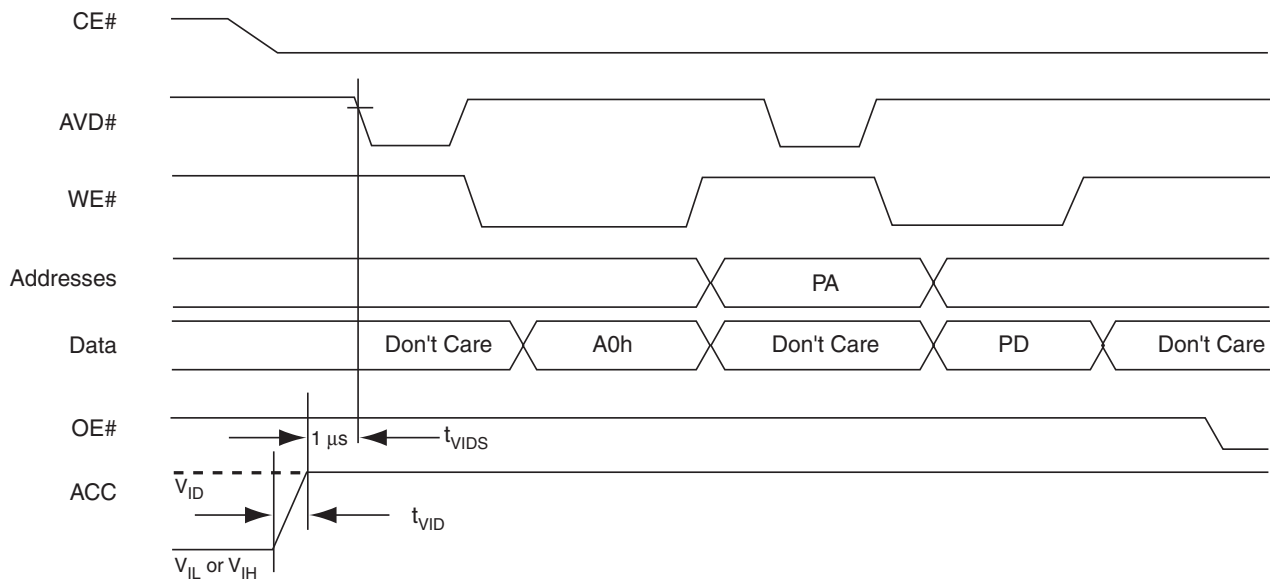 CE#
AVD#
WE#
Addresses
PA
Data
Don't Care
A0h
Don't Care
PD
Don't Care
OE#
1 μs
tVIDS
ACC
VID
tVID
VIL or VIH